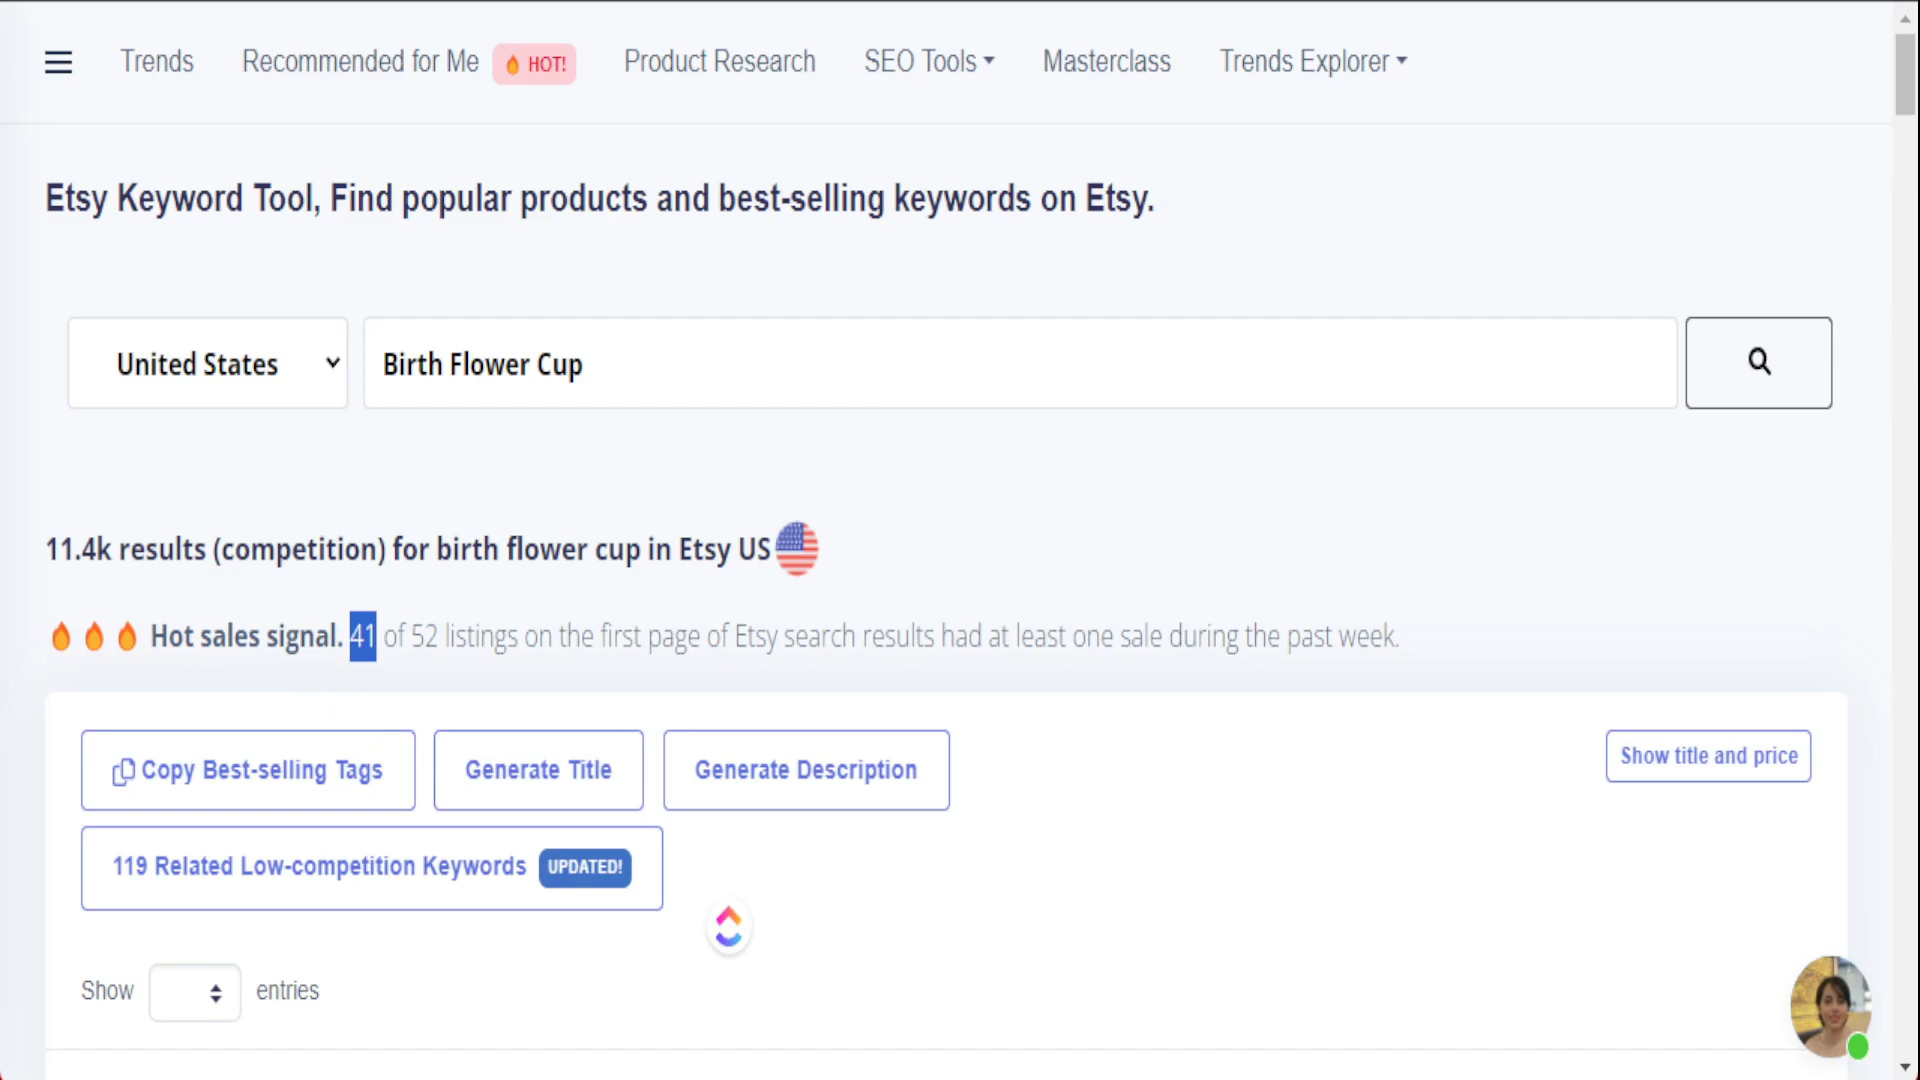 Trends Recommended for Me HOT! Product Research SEO Tools Masterclass Trends Explorer
Etsy Keyword Tool, Find popular products and best-selling keywords on Etsy.
United States Birth Flower Cup
11.4k results (competition) for birth flower cup in Etsy US
Hot sales signal. 41 of 52 listings on the first page of Etsy search results had at least one sale during the past week.
Copy Best-selling Tags Generate Title Generate Description Show title and price
119 Related Low-competition Keywords UPDATED!
Show entries